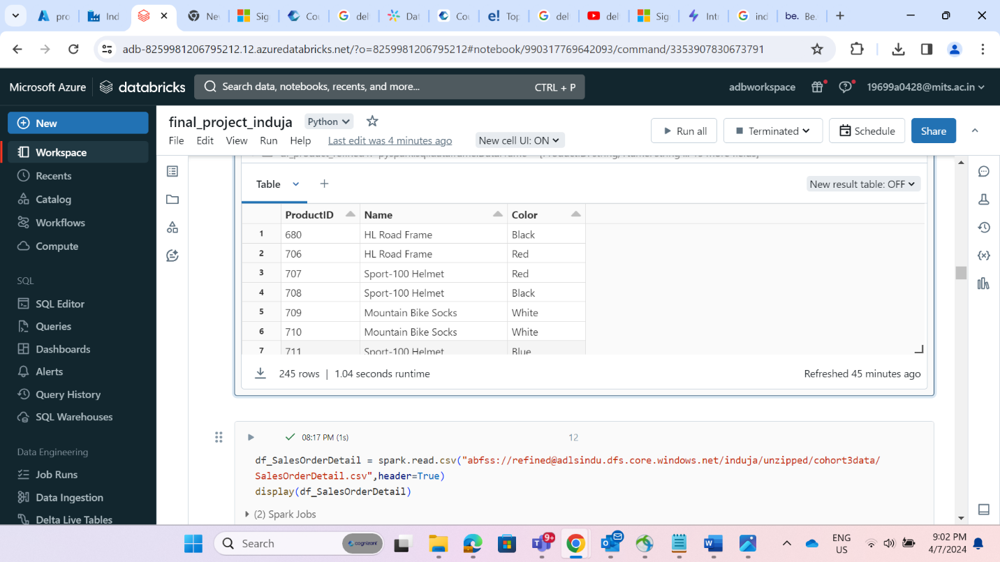 pro
Ind
Nev
Sig
Cou
del
Dat
Cou
Top
delt
del
Sig
Intr
ind
be. Be.
adb-8259981206795212.12.azuredatabricks.net/?o=8259981206795212#notebook/990317769642093/command/3353907830673791
Microsoft Azure databricks Search data, notebooks, recents, and more... CTRL + P adbworkspace 19699a0428@mits.ac.in
New
Workspace
Recents
Catalog
Workflows
Compute
SQL
SQL Editor
Queries
Dashboards
Alerts
Query History
SQL Warehouses
Data Engineering
Job Runs
Data Ingestion
Delta Live Tables
final_project_induja Python
File Edit View Run Help Last edit was 4 minutes ago New cell UI: ON
Run all Terminated Schedule Share
Table + New result table: OFF
ProductID Name Color
1 680 HL Road Frame Black
2 706 HL Road Frame Red
3 707 Sport-100 Helmet Red
4 708 Sport-100 Helmet Black
5 709 Mountain Bike Socks White
6 710 Mountain Bike Socks White
7 711 Sport-100 Helmet Blue
245 rows | 1.04 seconds runtime Refreshed 45 minutes ago
08:17 PM (1s) 12
df_SalesOrderDetail = spark.read.csv("abfss://refined@adlsindu.dfs.core.windows.net/induja/unzipped/cohort3data/
SalesOrderDetail.csv",header=True)
display(df_SalesOrderDetail)
(2) Spark Jobs
Search cognizant 9+ ENG
US
9:02 PM
4/7/2024